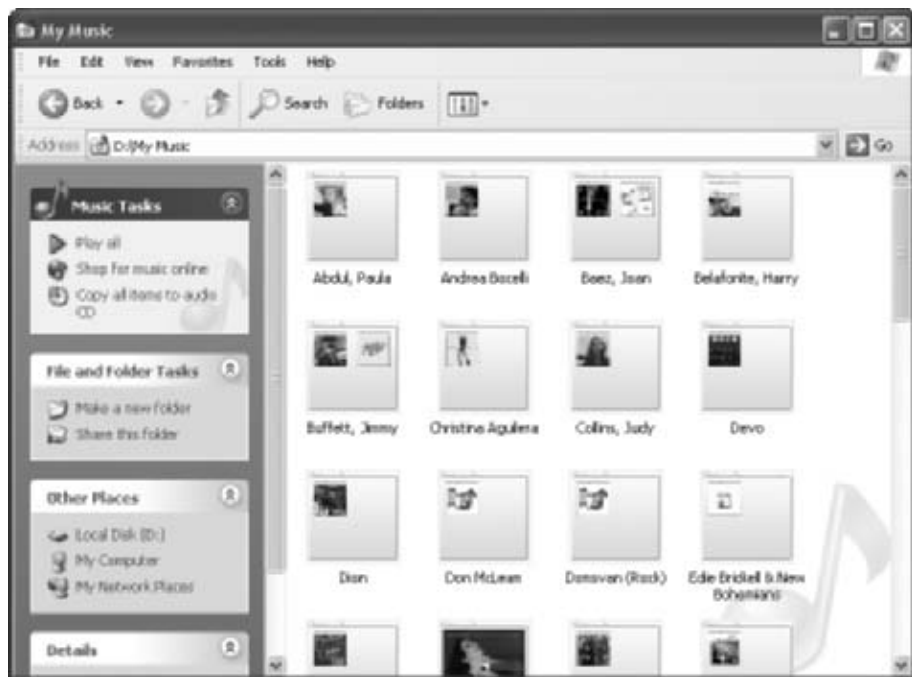 My Music
File Edit View Favorites Tools Help
Back Search Folders
Address D:\My Music Go
Music Tasks
Play all
Shop for music online
Copy all items to audio
CD
File and Folder Tasks
Make a new folder
Share this folder
Other Places
Local Disk (D:)
My Computer
My Network Places
Details
Abdul, Paula Andrea Bocelli Baez, Joan Belafonte, Harry
Buffett, Jimmy Christina Aguilera Collins, Judy Devo
Dion Don McLean Donovan (Rock) Edie Brickell & New
Bohemians